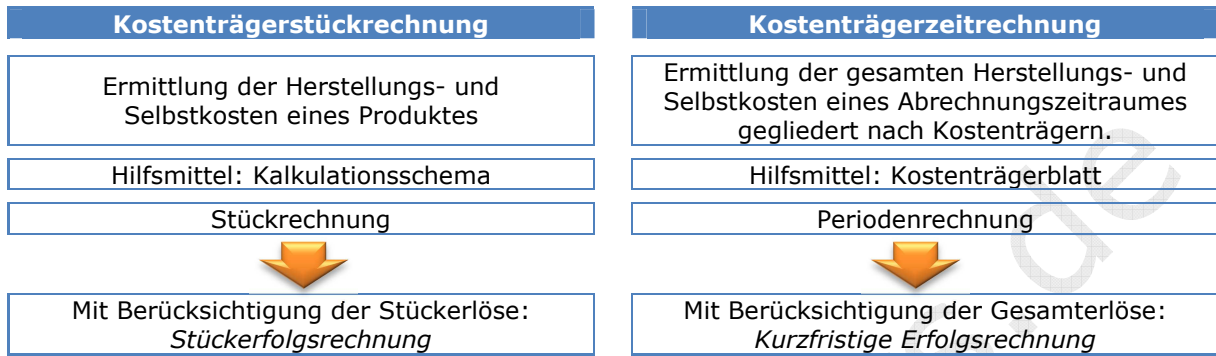 Kostenträgerstückrechnung
Ermittlung der Herstellungs- und
Selbstkosten eines Produktes
Hilfsmittel: Kalkulationsschema
Stückrechnung
Mit Berücksichtigung der Stückerlöse:
Stückerfolgsrechnung
Kostenträgerzeitrechnung
Ermittlung der gesamten Herstellungs- und
Selbstkosten eines Abrechnungszeitraumes
gegliedert nach Kostenträgern.
Hilfsmittel: Kostenträgerblatt
Periodenrechnung
Mit Berücksichtigung der Gesamterlöse:
Kurzfristige Erfolgsrechnung